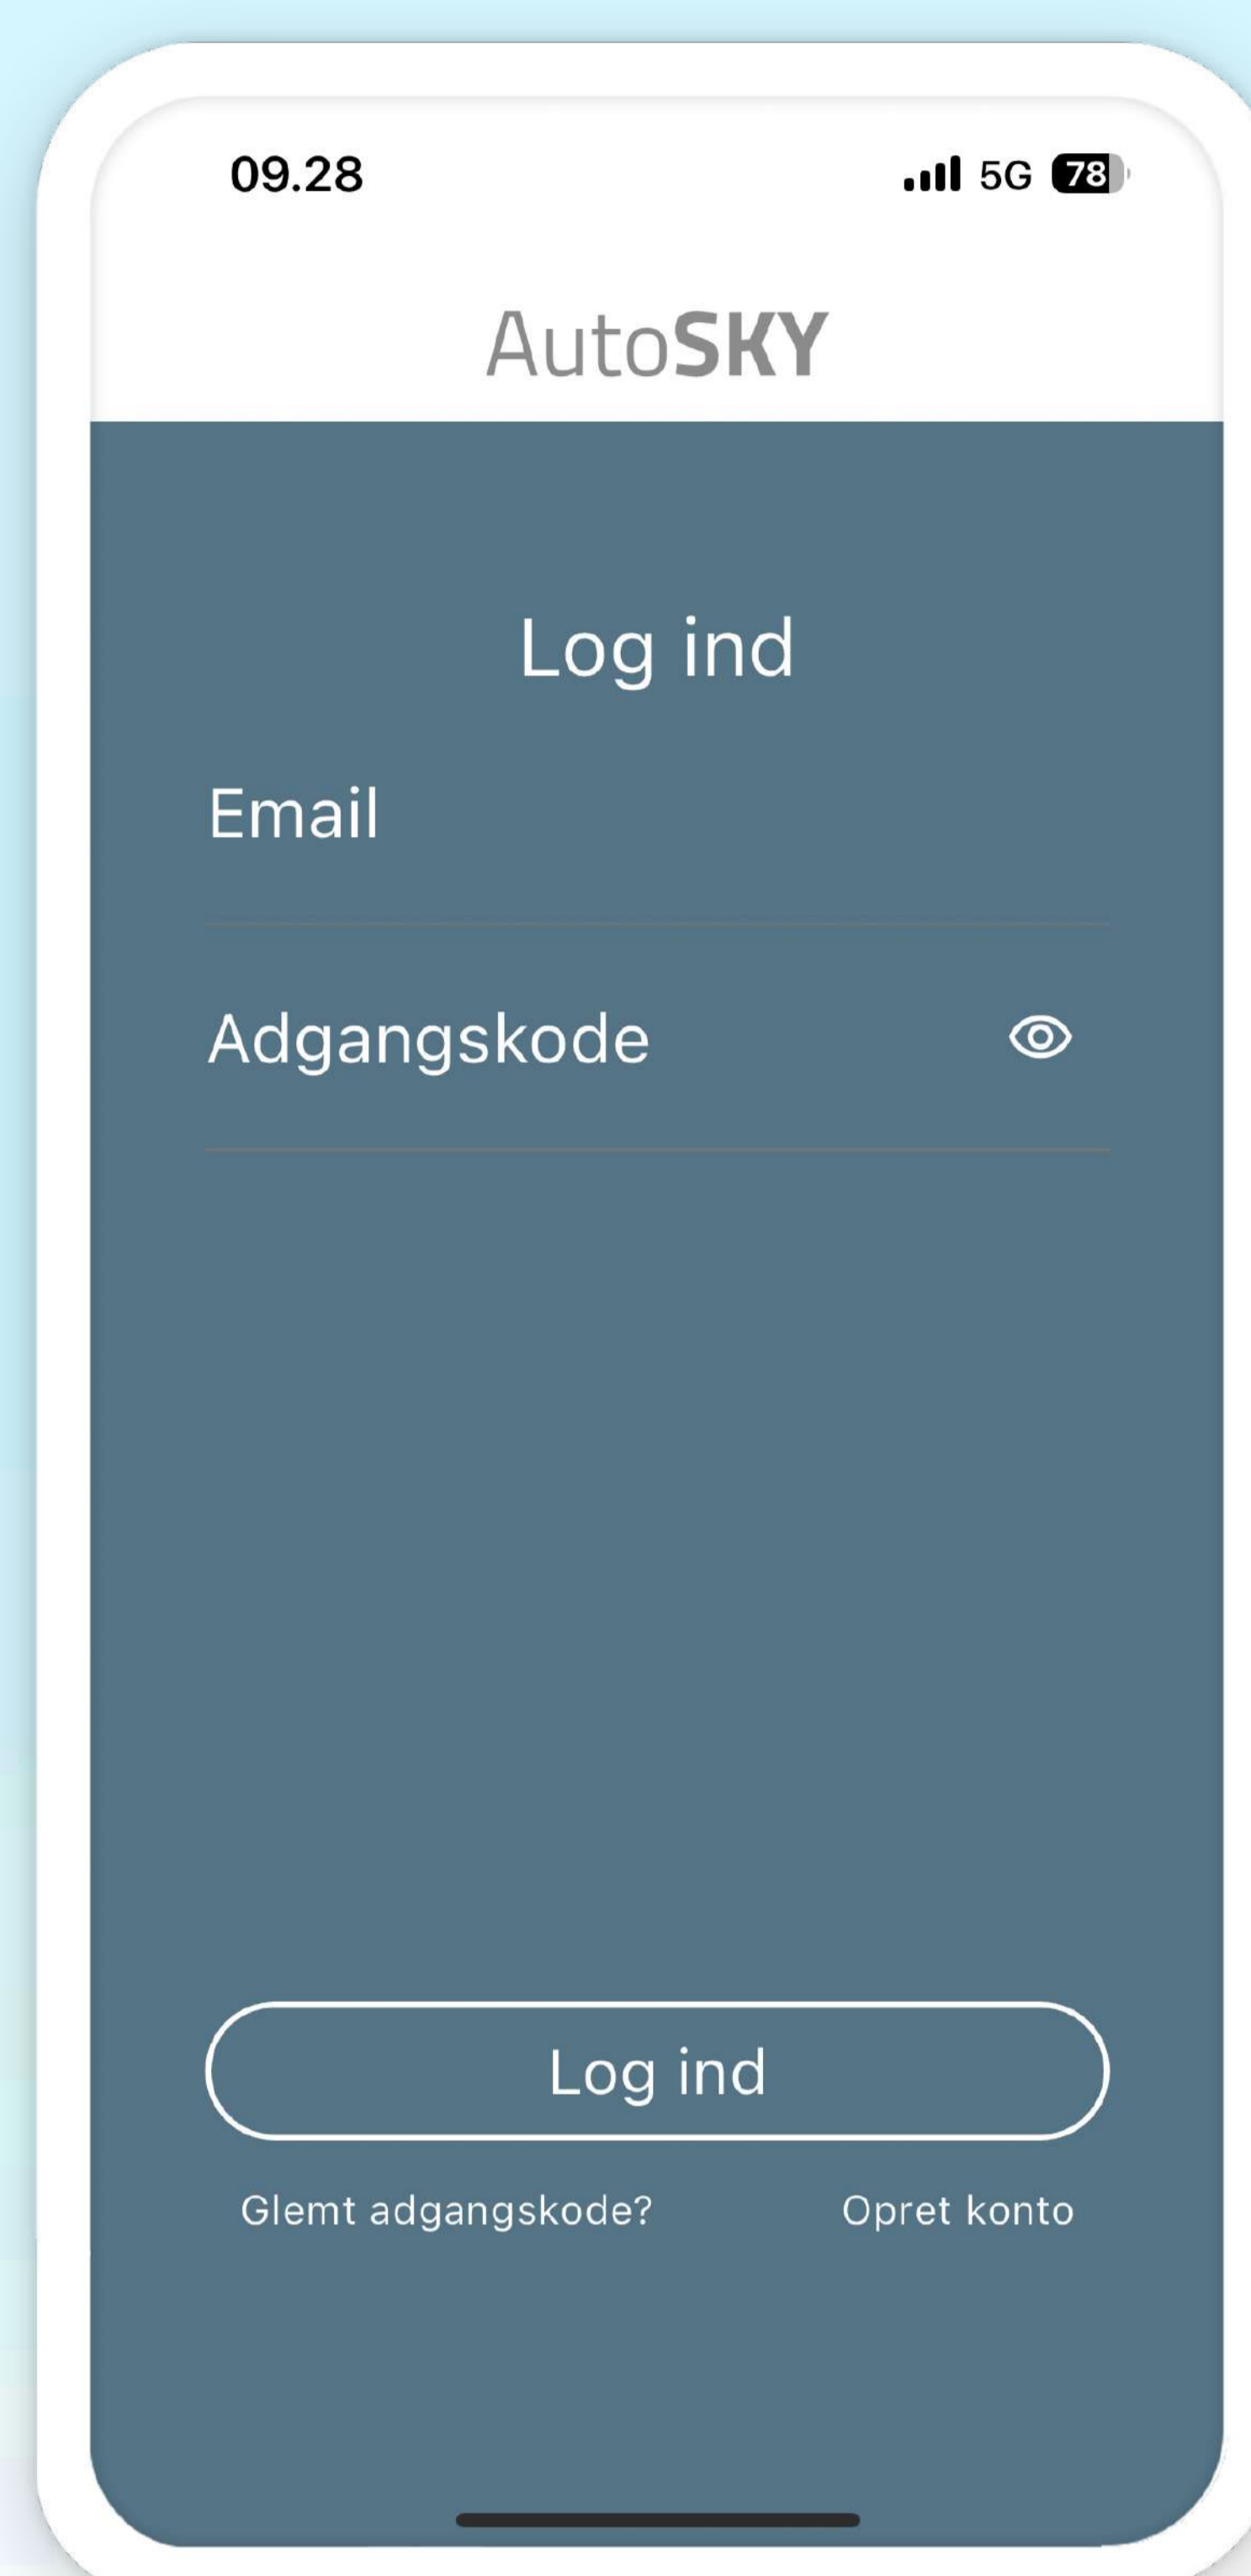 09.28 5G 78
AutoSKY
Log ind
Email
Adgangskode
Log ind
Glemt adgangskode? Opret konto